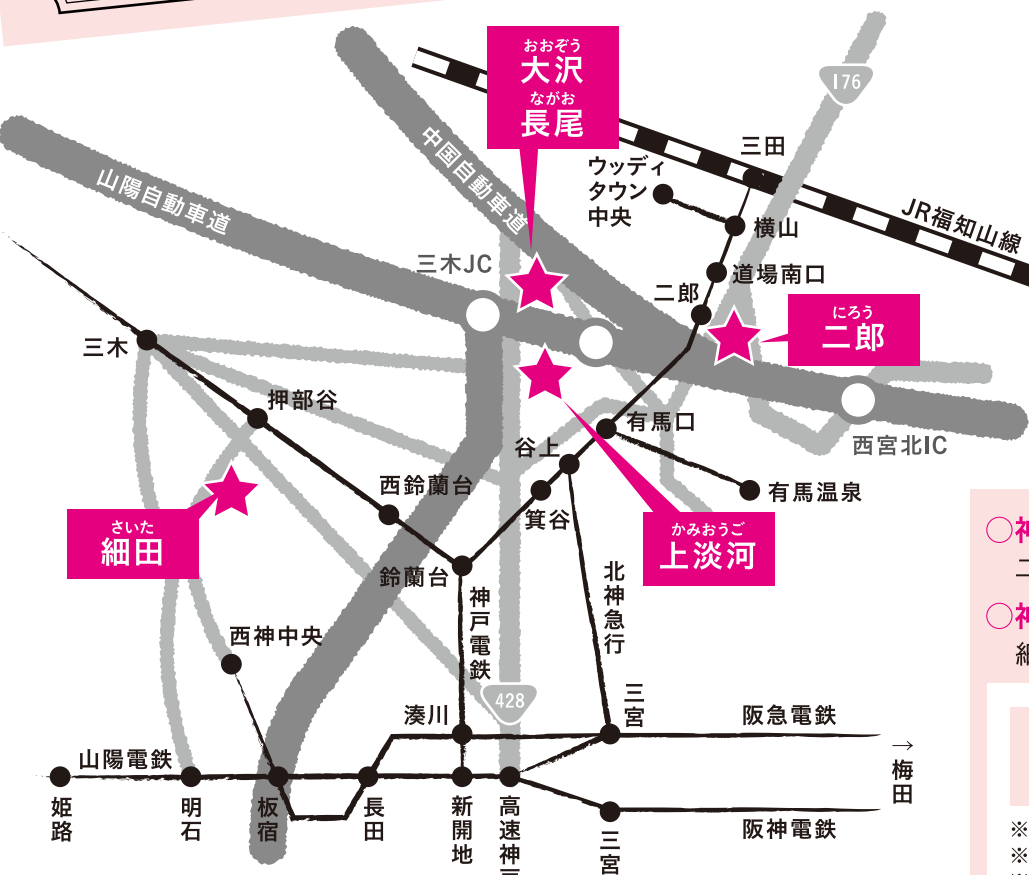 おおぞう
大沢
ながお
長尾
176
三田
中国自動車道
ウッディ
タウン
中央
山陽自動車道
横山
JR福知山線
三木JC
道場南口
二郎
にろう
二郎
三木
押部谷
有馬口
谷上
西宮北IC
西鈴蘭台
箕谷
有馬温泉
さいた
細田
かみおうご
上淡河
鈴蘭台
神戸電鉄
北神急行
西神中央
428
三宮
湊川
阪急電鉄
山陽電鉄
→
梅田
姫路
明石
板宿
長田
新開地
高速神戸
三宮
阪神電鉄
○神
二
○神
細
※
※